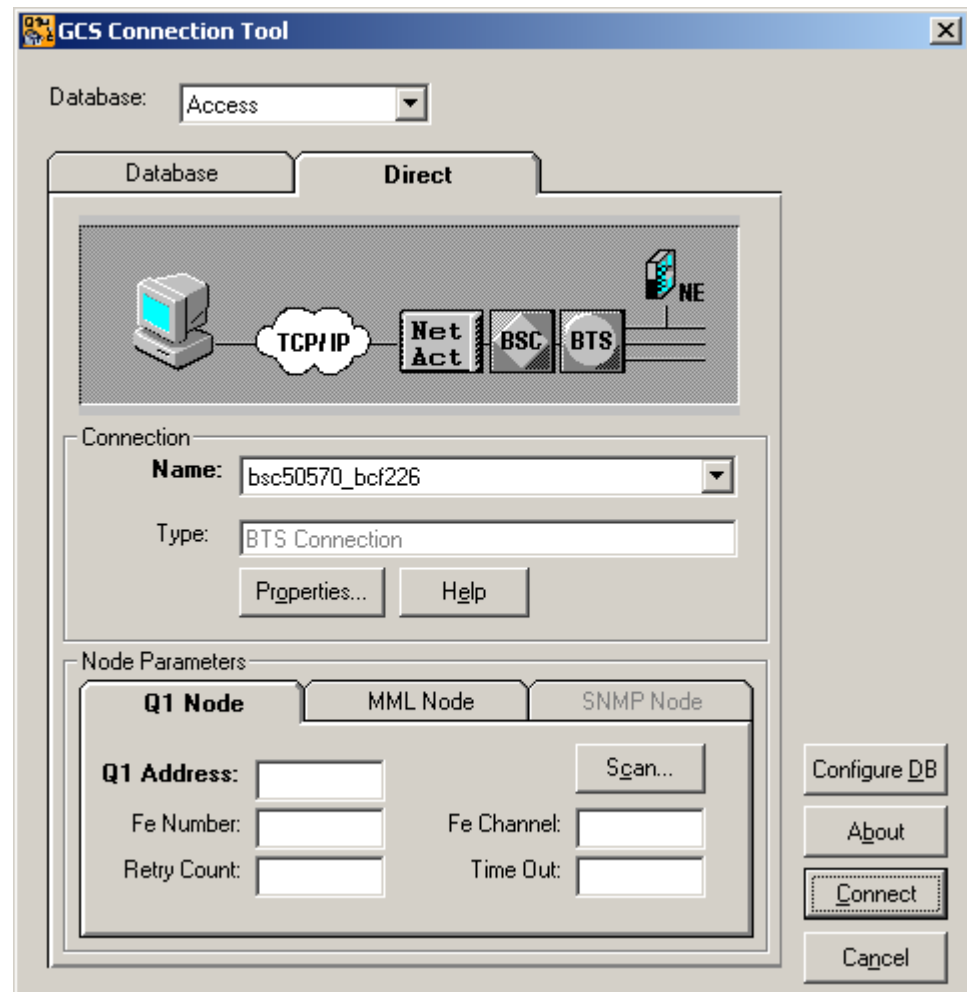 GCS Connection Tool
Database: Access
Database Direct
NE
TCP/IP Net Act BSC BTS
Connection
Name: bsc50570_bcf226
Type: BTS Connection
Properties... Help
Node Parameters
Q1 Node MML Node SNMP Node
Q1 Address: Scan...
Fe Number: Fe Channel:
Retry Count: Time Out:
Configure DB
About
Connect
Cancel